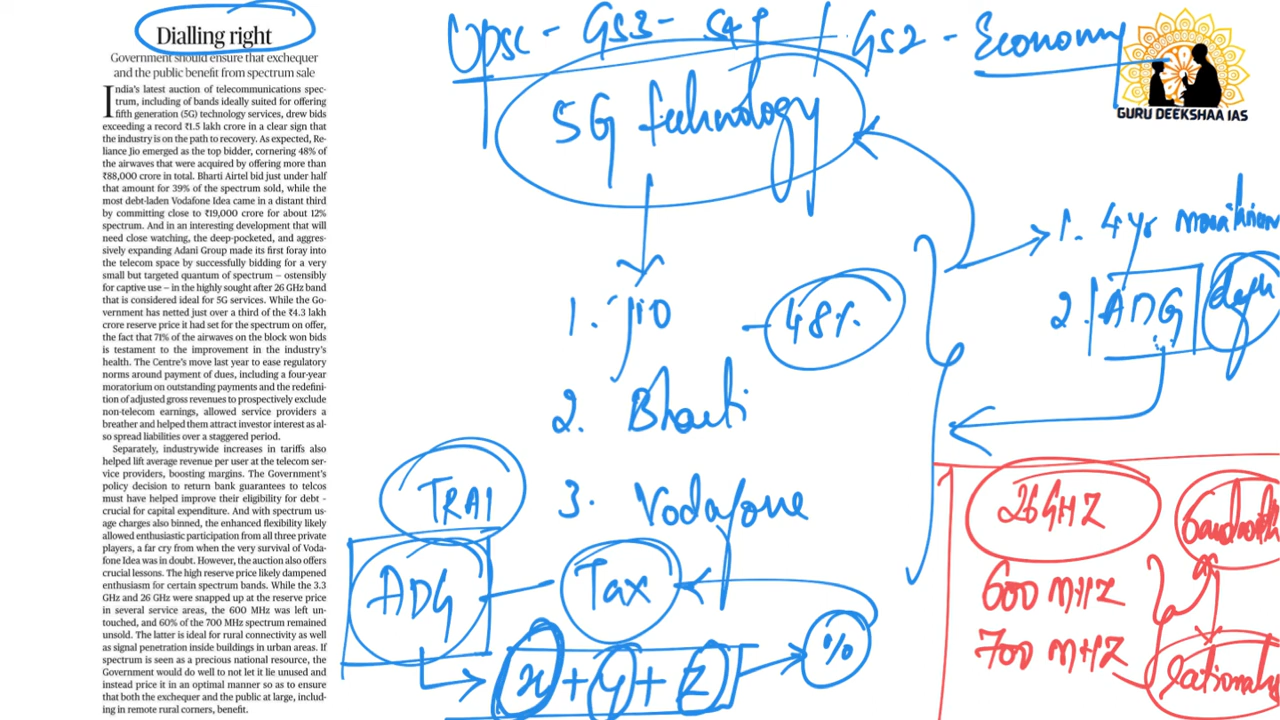 Dialling right
Government should ensure that exchequer
and the public benefit from spectrum sale
India's latest auction of telecommunications spec-
trum, including of bands ideally suited for offering
fifth generation (5G) technology services, drew bids
exceeding a record ₹1.5 lakh crore in a clear sign that
the industry is on the path to recovery. As expected, Re-
liance Jio emerged as the top bidder, cornering 48% of
the airwaves that were acquired by offering more than
₹88,000 crore in total. Bharti Airtel bid just under half
that amount for 39% of the spectrum sold, while the
most debt-laden Vodafone Idea came in a distant third
by committing close to ₹19,000 crore for about 12%
spectrum. And in an interesting development that will
need close watching, the deep-pocketed, and aggres-
sively expanding Adani Group made its first foray into
the telecom space by successfully bidding for a very
small but targeted quantum of spectrum – ostensibly
for captive use – in the highly sought after 26 GHz band
that is considered ideal for 5G services. While the Go-
vernment has netted just over a third of the ₹4.3 lakh
crore reserve price it had set for the spectrum on offer,
the fact that 71% of the airwaves on the block won bids
is testament to the improvement in the industry's
health. The Centre's move last year to ease regulatory
norms around payment of dues, including a four-year
moratorium on outstanding payments and the redefini-
tion of adjusted gross revenues to prospectively exclude
non-telecom earnings, allowed service providers a
breather and helped them attract investor interest as al-
so spread liabilities over a staggered period.
Separately, industrywide increases in tariffs also
helped lift average revenue per user at the telecom ser-
vice providers, boosting margins. The Government's
policy decision to return bank guarantees to telcos
must have helped improve their eligibility for debt -
crucial for capital expenditure. And with spectrum us-
age charges also binned, the enhanced flexibility likely
allowed enthusiastic participation from all three private
players, a far cry from when the very survival of Voda-
fone Idea was in doubt. However, the auction also offers
crucial lessons. The high reserve price likely dampened
enthusiasm for certain spectrum bands. While the 3.3
GHz and 26 GHz were snapped up at the reserve price
in several service areas, the 600 MHz was left un-
touched, and 60% of the 700 MHz spectrum remained
unsold. The latter is ideal for rural connectivity as well
as signal penetration inside buildings in urban areas. If
spectrum is seen as a precious national resource, the
Government would do well to not let it lie unused and
instead price it in an optimal manner so as to ensure
that both the exchequer and the public at large, includ-
ing in remote rural corners, benefit.
Upsc - GS3 - S&T / GS2 - Economy
GURU DEEKSHAA IAS
5G technology
1. Jio - 48%
2. Bharti
3. Vodafone
1. 4 yr
2. ADG
TRAI
ADG
Tax
x + y + z
%
26 GHZ
600 MHZ
700 MHZ